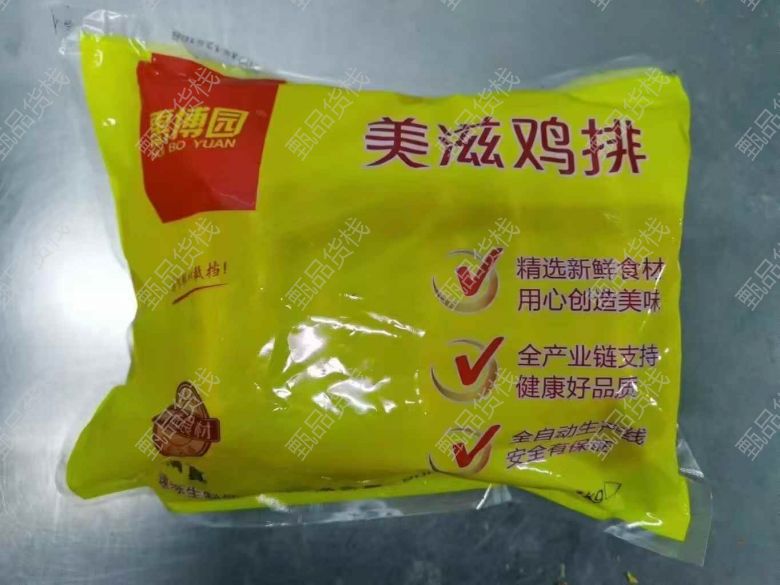 博园
BO YUAN
美滋鸡排
精选新鲜食材
用心创造美味
全产业链支持
健康好品质
全自动生产线
安全有保证
甄品货栈